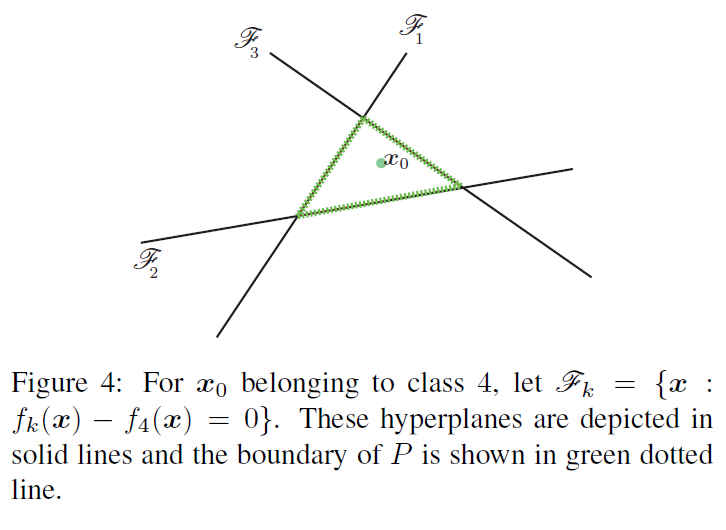 ℱ₃
ℱ₁
x₀
ℱ₂
Figure 4: For x₀ belonging to class 4, let ℱₖ = {x :
fₖ(x) − f₄(x) = 0}. These hyperplanes are depicted in
solid lines and the boundary of P is shown in green dotted
line.